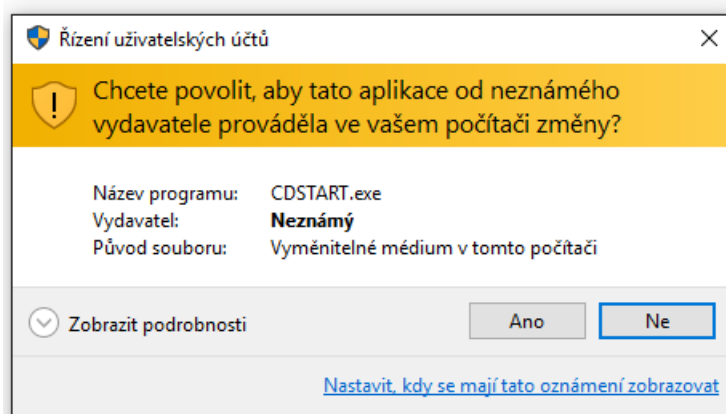 Řízení uživatelských účtů
Chcete povolit, aby tato aplikace od neznámého
vydavatele prováděla ve vašem počítači změny?
Název programu: CDSTART.exe
Vydavatel: Neznámý
Původ souboru: Vyměnitelné médium v tomto počítači
Zobrazit podrobnosti Ano Ne
Nastavit, kdy se mají tato oznámení zobrazovat